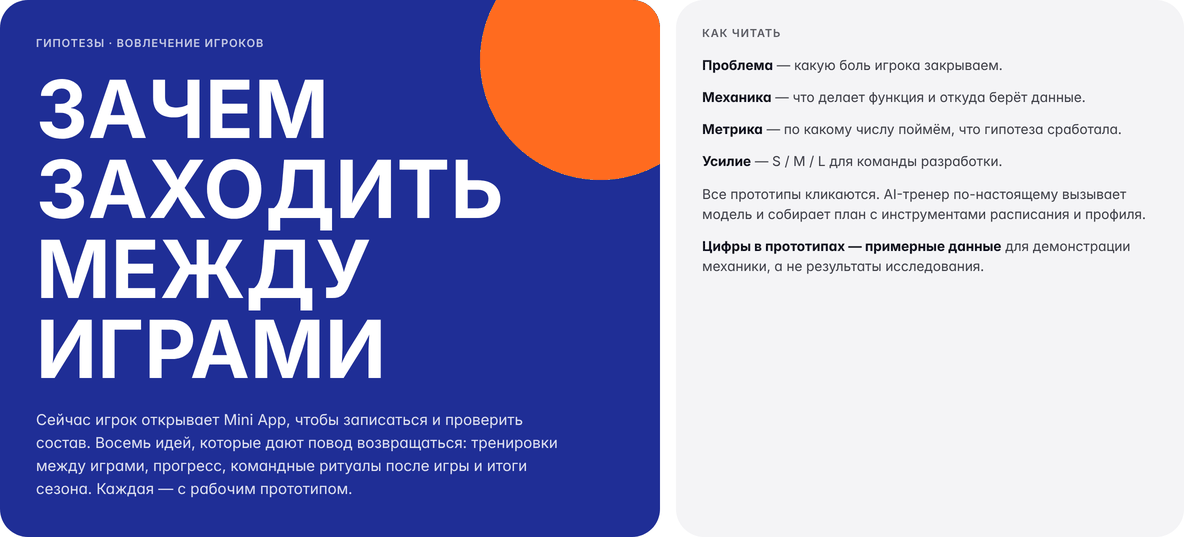 ГИПОТЕЗЫ · ВОВЛЕЧЕНИЕ ИГРОКОВ
ЗАЧЕМ
ЗАХОДИТЬ
МЕЖДУ
ИГРАМИ
Сейчас игрок открывает Mini App, чтобы записаться и проверить
состав. Восемь идей, которые дают повод возвращаться: тренировки
между играми, прогресс, командные ритуалы после игры и итоги
сезона. Каждая — с рабочим прототипом.
КАК ЧИТАТЬ
Проблема — какую боль игрока закрываем.
Механика — что делает функция и откуда берёт данные.
Метрика — по какому числу поймём, что гипотеза сработала.
Усилие — S / M / L для команды разработки.
Все прототипы кликаются. AI-тренер по-настоящему вызывает
модель и собирает план с инструментами расписания и профиля.
Цифры в прототипах — примерные данные для демонстрации
механики, а не результаты исследования.